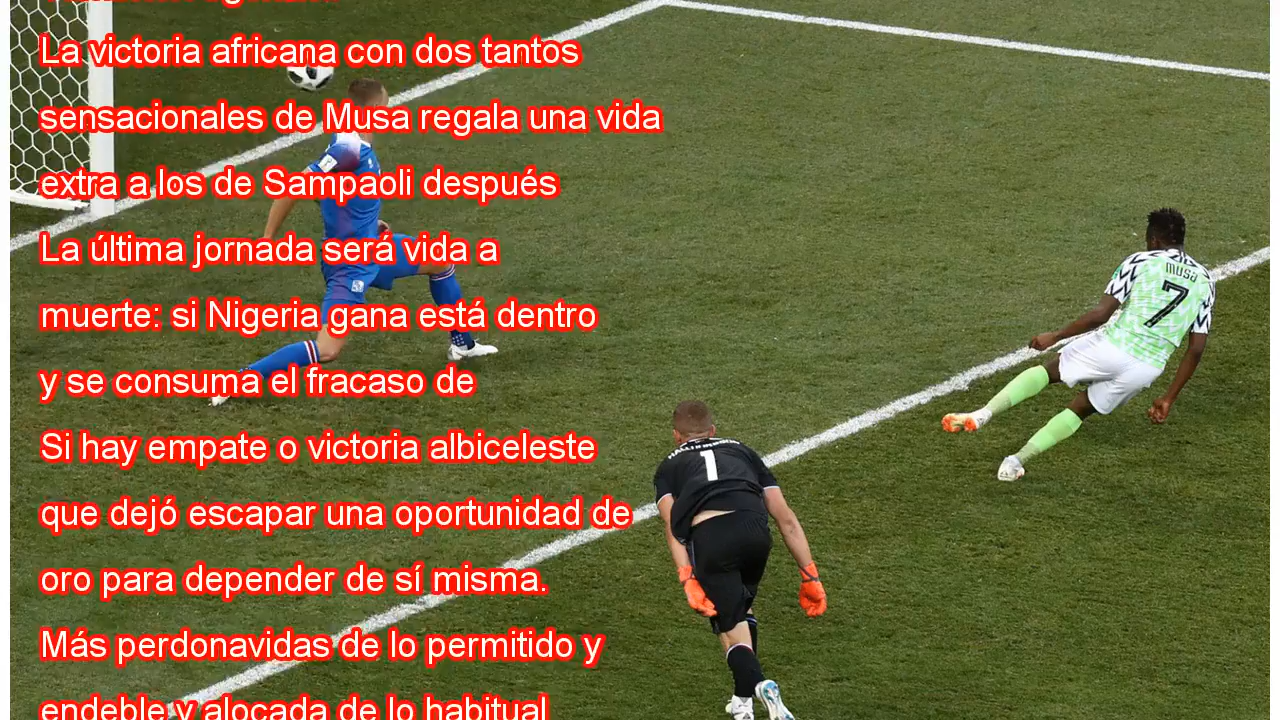 La victoria africana con dos tantos
sensacionales de Musa regala una vida
extra a los de Sampaoli después
La última jornada será vida a
muerte: si Nigeria gana está dentro
y se consuma el fracaso de
Si hay empate o victoria albiceleste
que dejó escapar una oportunidad de
oro para depender de sí misma.
Más perdonavidas de lo permitido y
endeble y alocada de lo habitual
MUSA
7
1